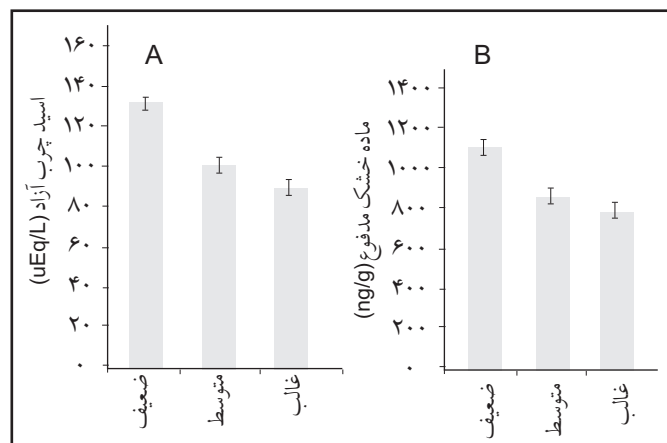 A
اسید چرب آزاد (uEq/L)
۱۶۰
۱۴۰
۱۲۰
۱۰۰
۸۰
۶۰
۴۰
۲۰
۰
ضعیف
متوسط
غالب
B
ماده خشک مدفوع (ng/g)
۱۴۰۰
۱۲۰۰
۱۰۰۰
۸۰۰
۶۰۰
۴۰۰
۲۰۰
۰
ضعیف
متوسط
غالب